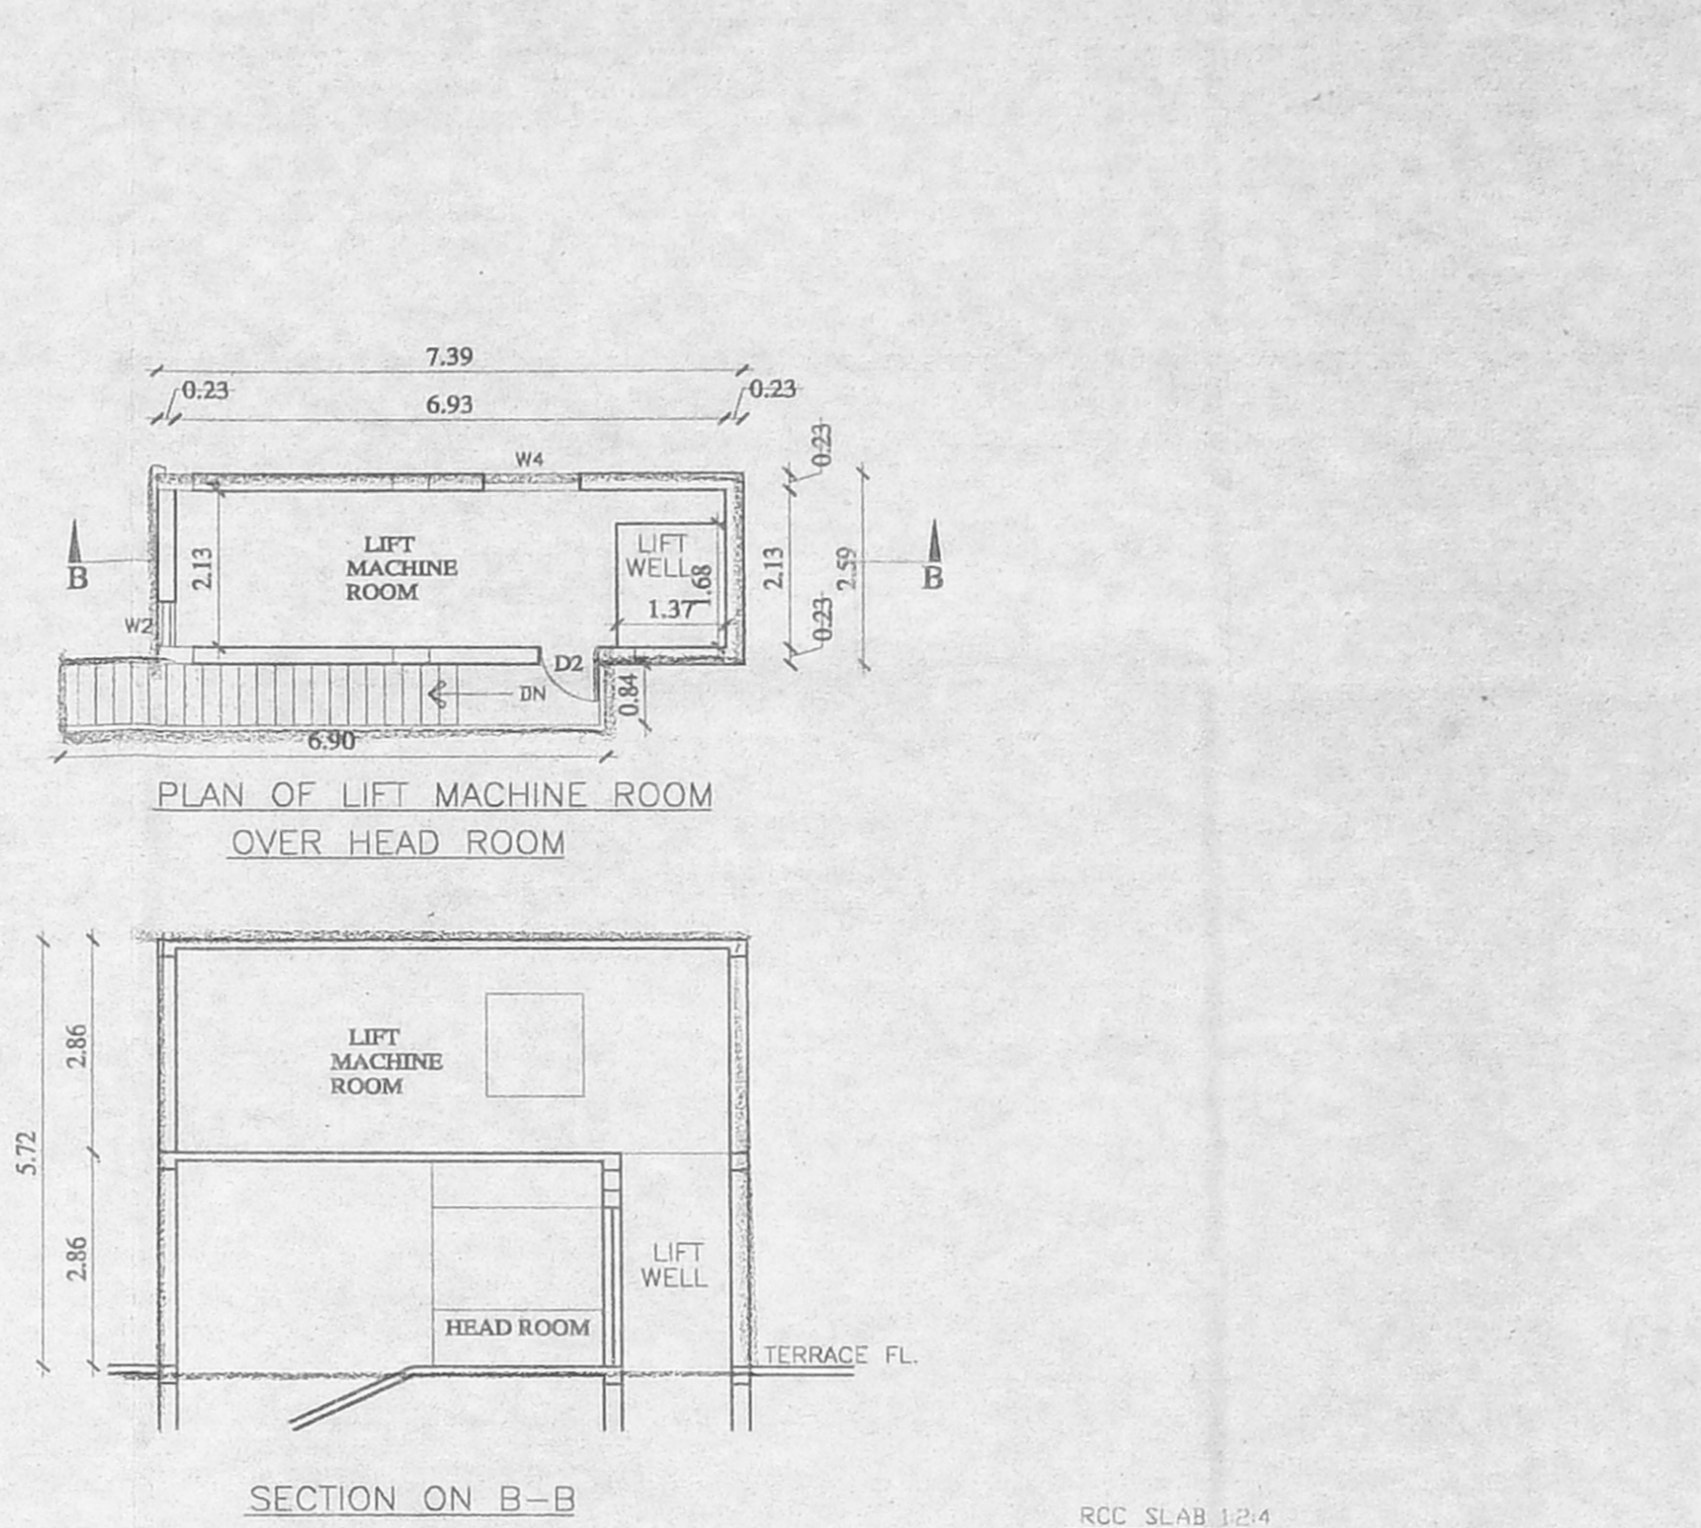 7.39
0.23
0.23
6.93
0.23
W4
LIFT
MACHINE
ROOM
LIFT
WELL
2.13
1.68
2.13
2.59
B
B
1.37
0.23
W2
D2
DN
0.84
6.90
PLAN OF LIFT MACHINE ROOM
OVER HEAD ROOM
2.86
LIFT
MACHINE
ROOM
5.72
2.86
LIFT
WELL
HEAD ROOM
TERRACE FL.
SECTION ON B-B
RCC SLAB 1:2:4